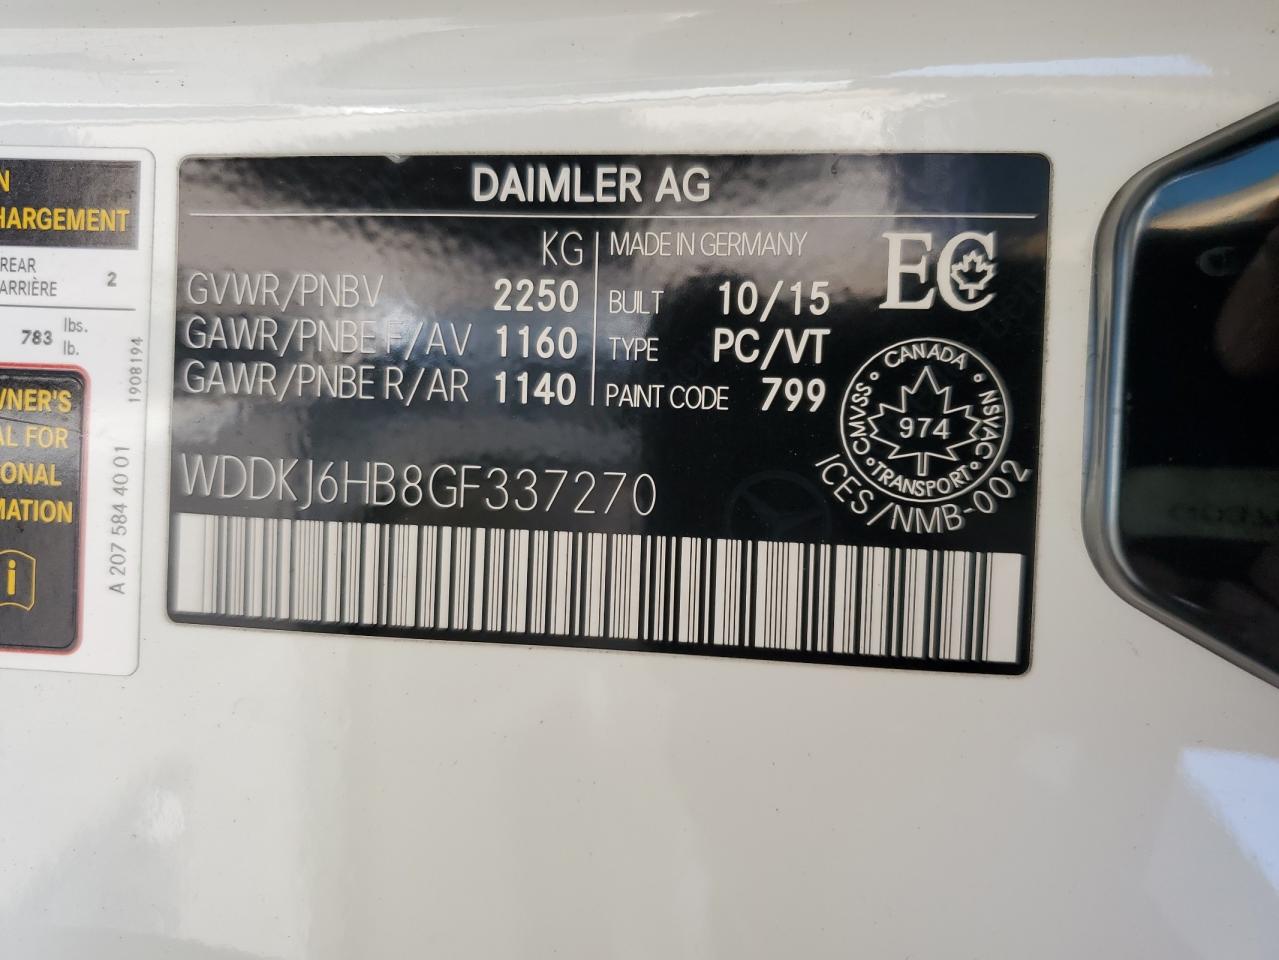 N
HARGEMENT
REAR
ARRIÈRE
2
783
lbs.
lb.
1908194
WNER'S
AL FOR
IONAL
MATION
i
A 207 584 40 01
DAIMLER AG
KG
GVWR/PNBV 2250
GAWR/PNBE F/AV 1160
GAWR/PNBE R/AR 1140
MADE IN GERMANY
BUILT 10/15
TYPE PC/VT
PAINT CODE 799
EC
CANADA
CMVSS
NSVAC
974
TRANSPORT
ICES/NMB-002
WDDKJ6HB8GF337270